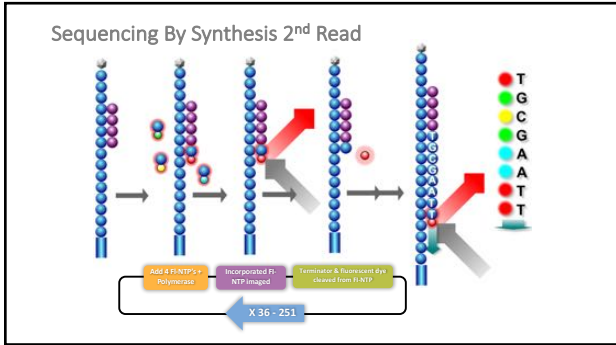 Sequencing By Synthesis 2nd Read
T
G
C
G
A
A
T
T
T
G
C
G
A
A
T
T
Add 4 Fl-NTP's +
Polymerase
Incorporated Fl-
NTP imaged
Terminator & fluorescent dye
cleaved from Fl-NTP
X 36 - 251